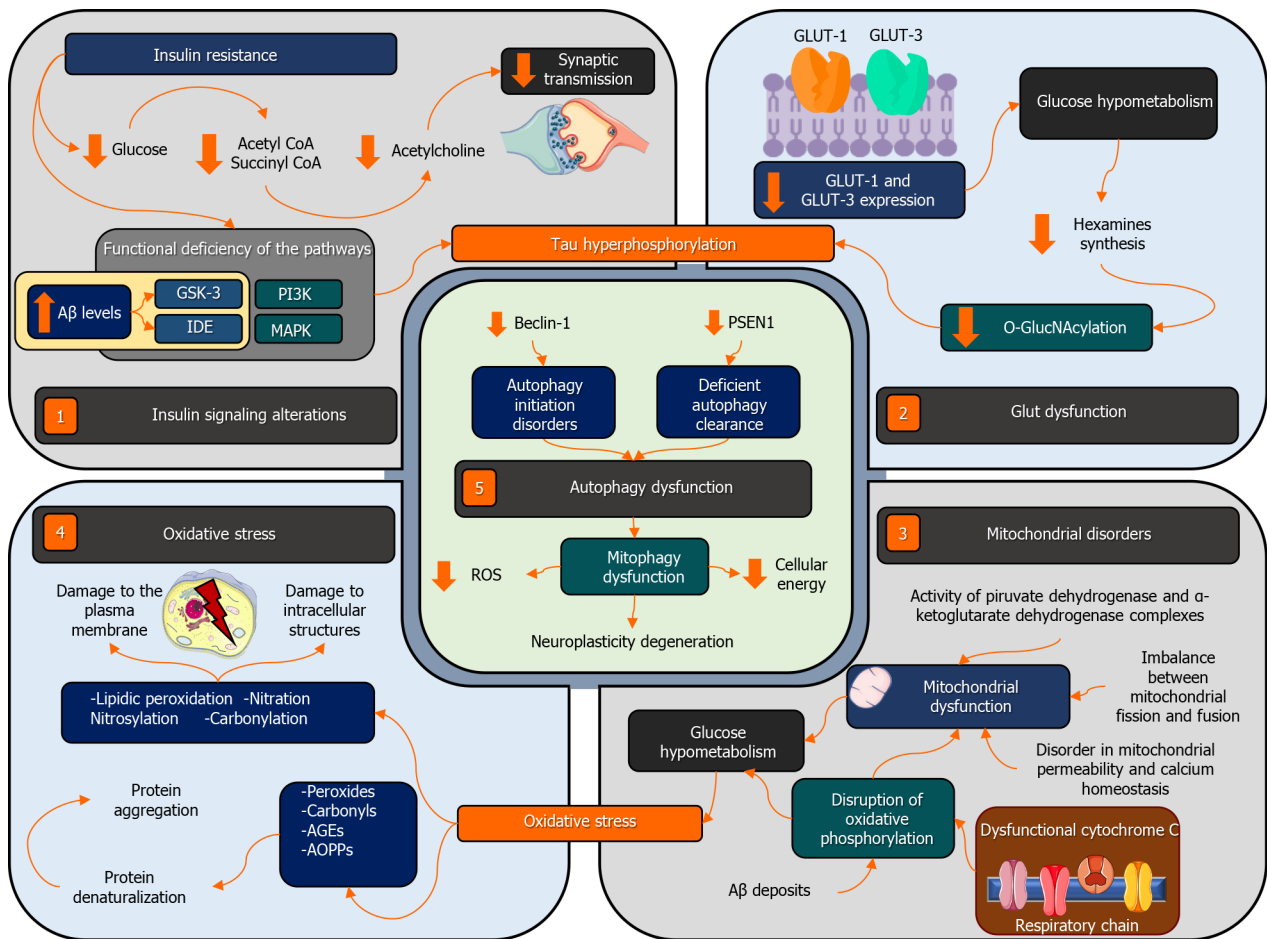 Insulin resistance
Synaptic
transmission
Glucose
Acetyl CoA
Succinyl CoA
Acetylcholine
Functional deficiency of the pathways
Aβ levels
GSK-3
IDE
PI3K
MAPK
1
Insulin signaling alterations
Tau hyperphosphorylation
GLUT-1
GLUT-3
GLUT-1 and
GLUT-3 expression
Glucose hypometabolism
Hexamines
synthesis
O-GlucNAcylation
2
Glut dysfunction
Beclin-1
PSEN1
Autophagy
initiation
disorders
Deficient
autophagy
clearance
5
Autophagy dysfunction
Mitophagy
dysfunction
ROS
Cellular
energy
Neuroplasticity degeneration
4
Oxidative stress
Damage to the
plasma
membrane
Damage to
intracellular
structures
-Lipidic peroxidation -Nitration
Nitrosylation -Carbonylation
Protein
aggregation
-Peroxides
-Carbonyls
-AGEs
-AOPPs
Protein
denaturalization
Oxidative stress
3
Mitochondrial disorders
Activity of piruvate dehydrogenase and α-
ketoglutarate dehydrogenase complexes
Mitochondrial
dysfunction
Imbalance
between
mitochondrial
fission and fusion
Glucose
hypometabolism
Disorder in mitochondrial
permeability and calcium
homeostasis
Disruption of
oxidative
phosphorylation
Aβ deposits
Dysfunctional cytochrome C
Respiratory chain